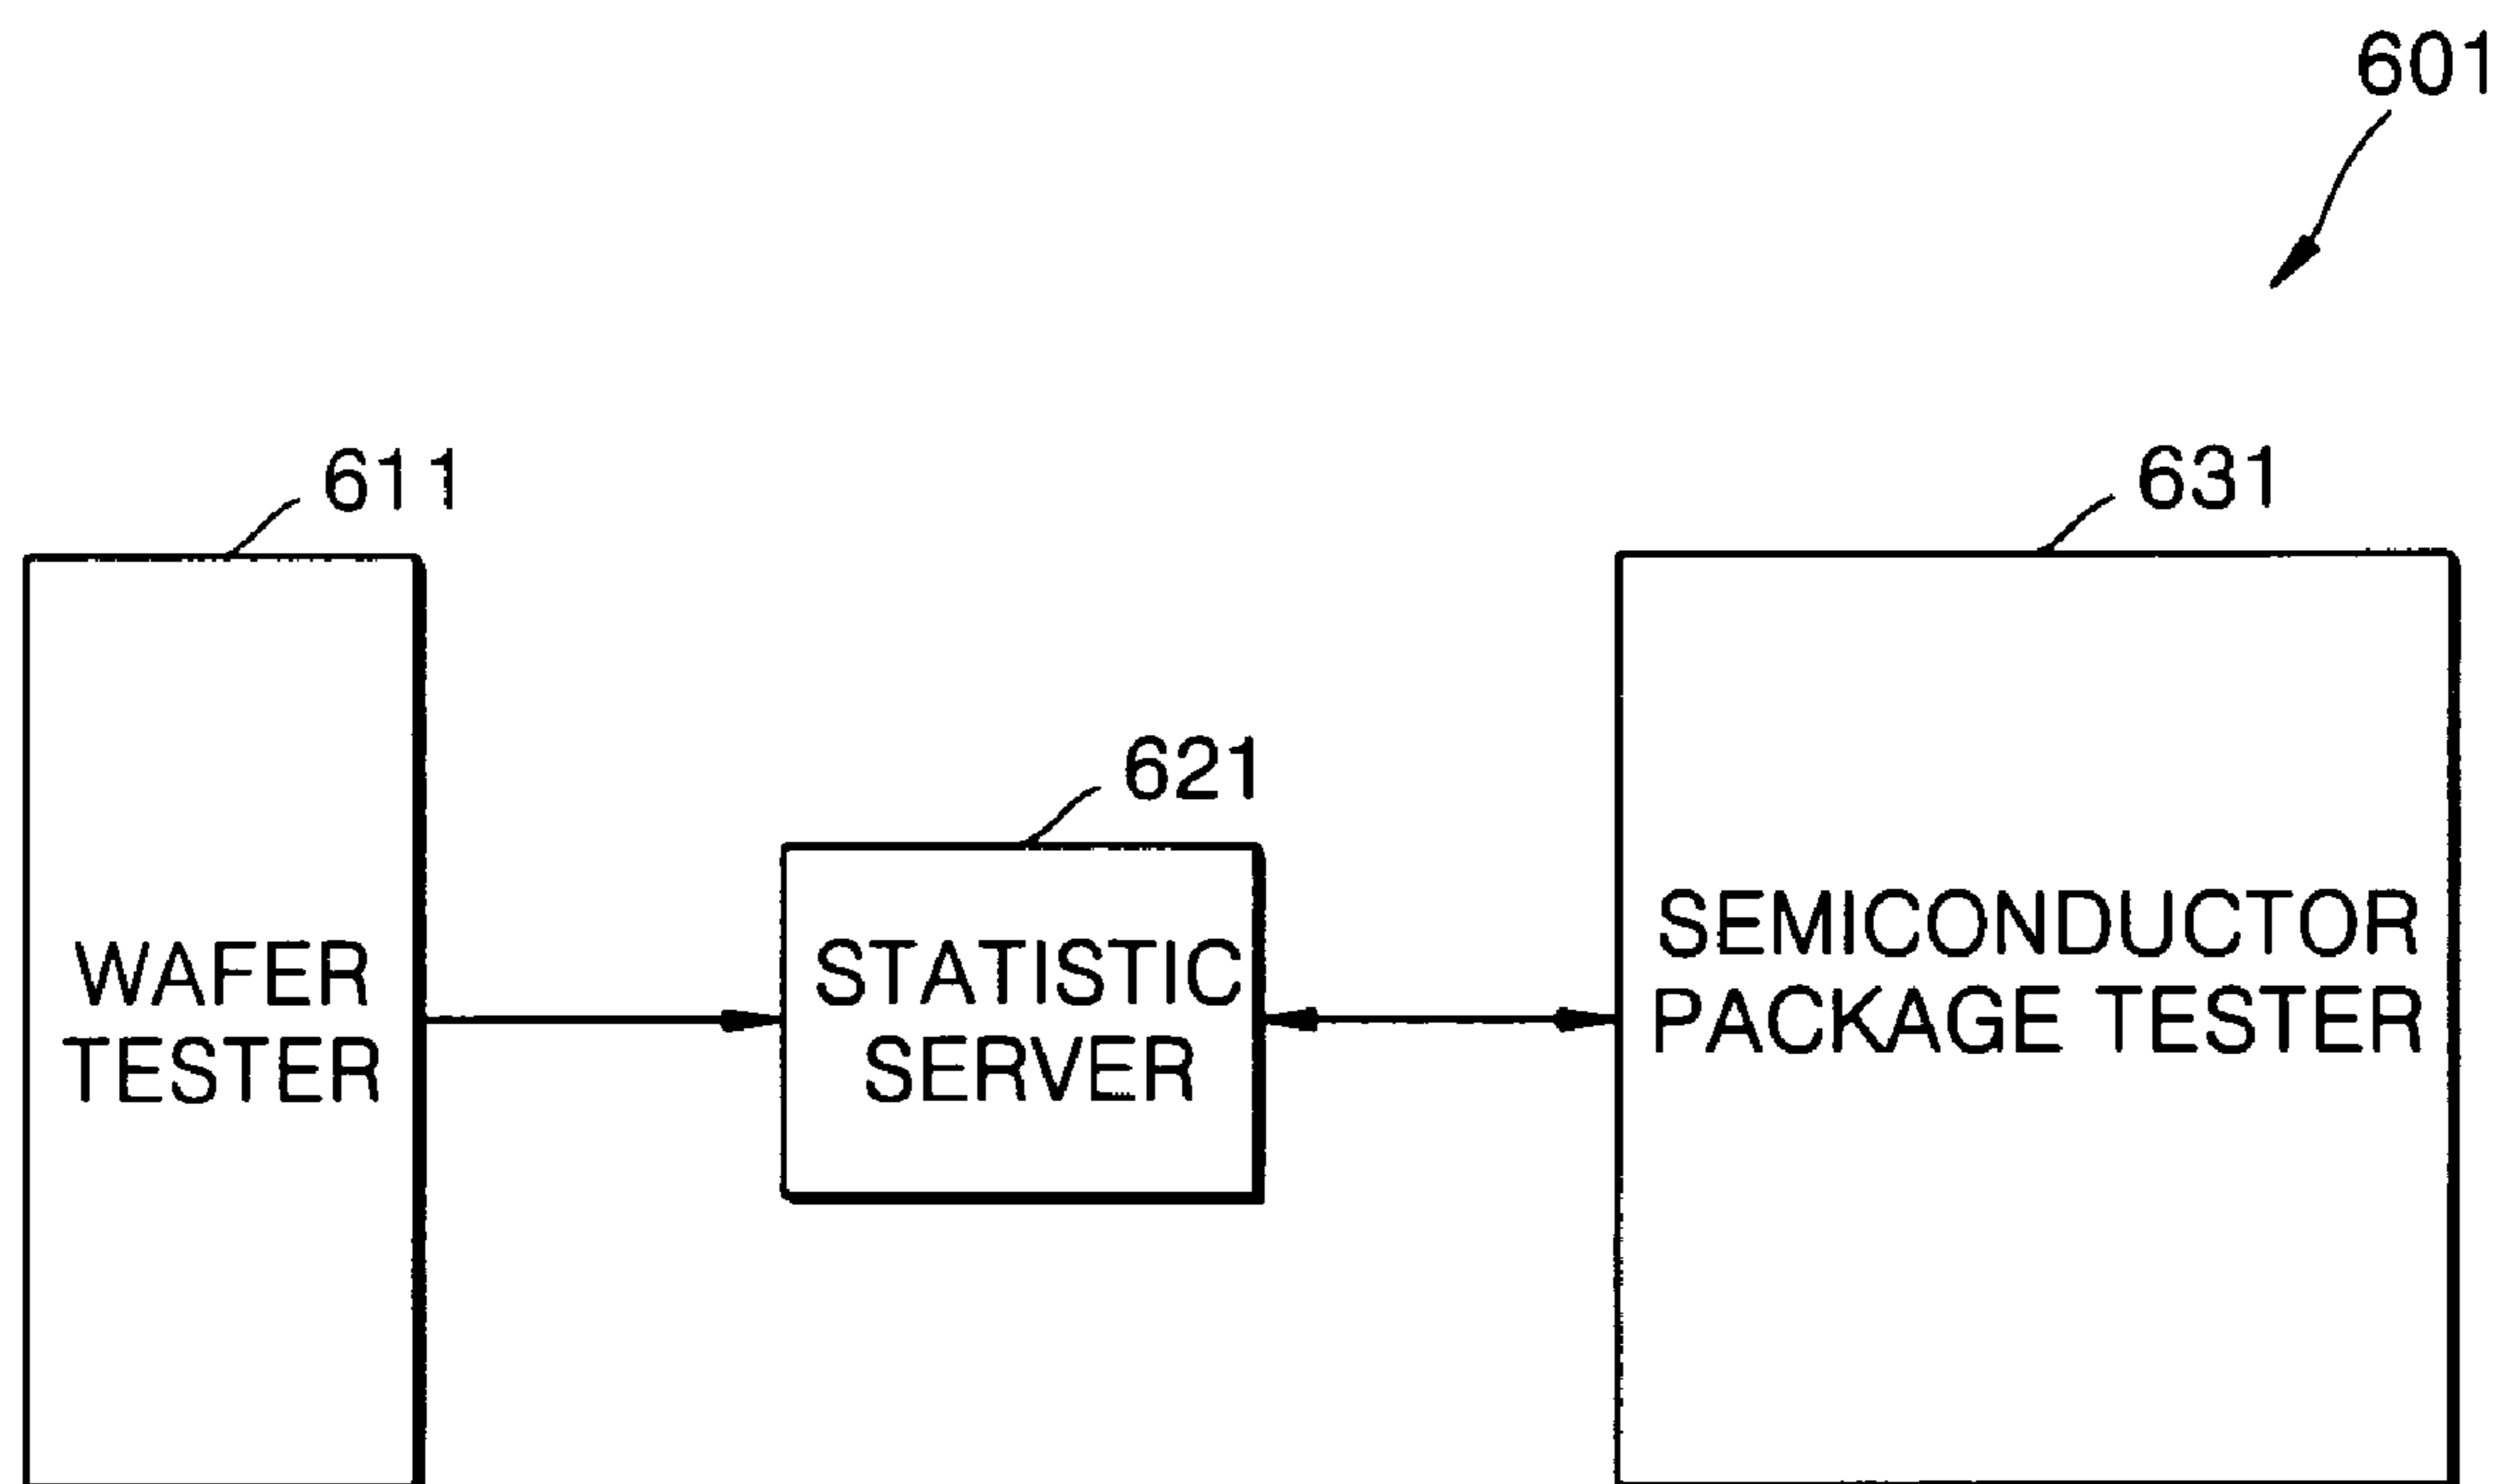 601
611
631
621
WAFER
TESTER
STATISTIC
SERVER
SEMICONDUCTOR
PACKAGE TESTER